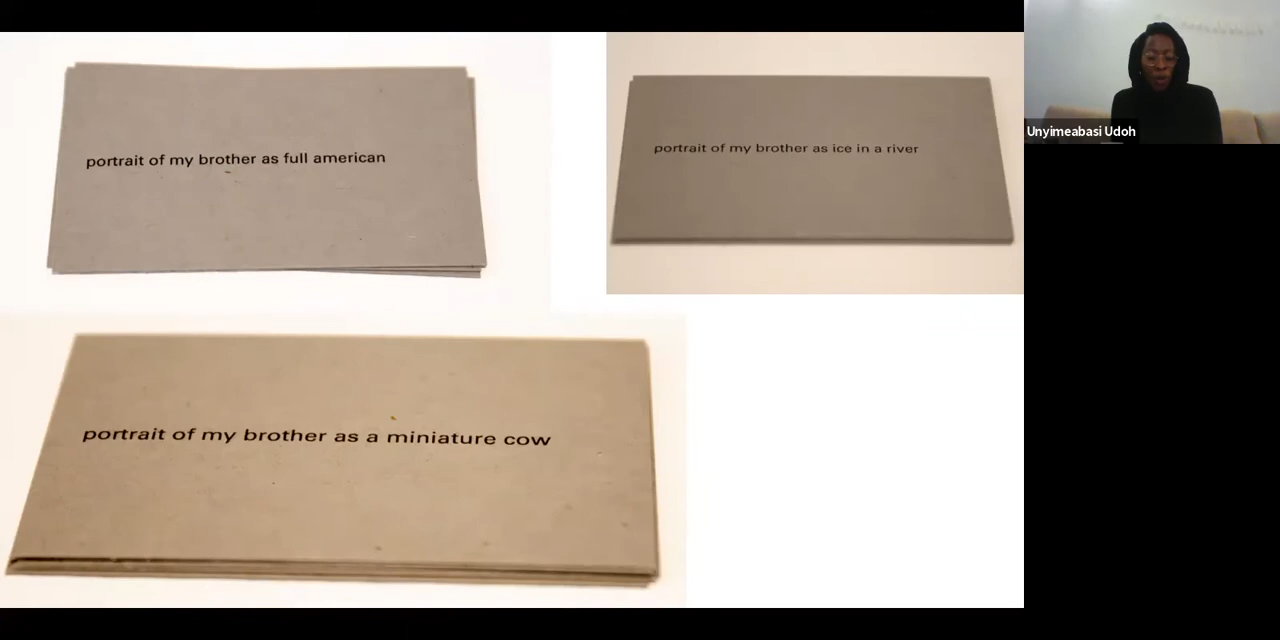 portrait of my brother as full american
portrait of my brother as ice in a river
Unyimeabasi Udoh
portrait of my brother as a miniature cow